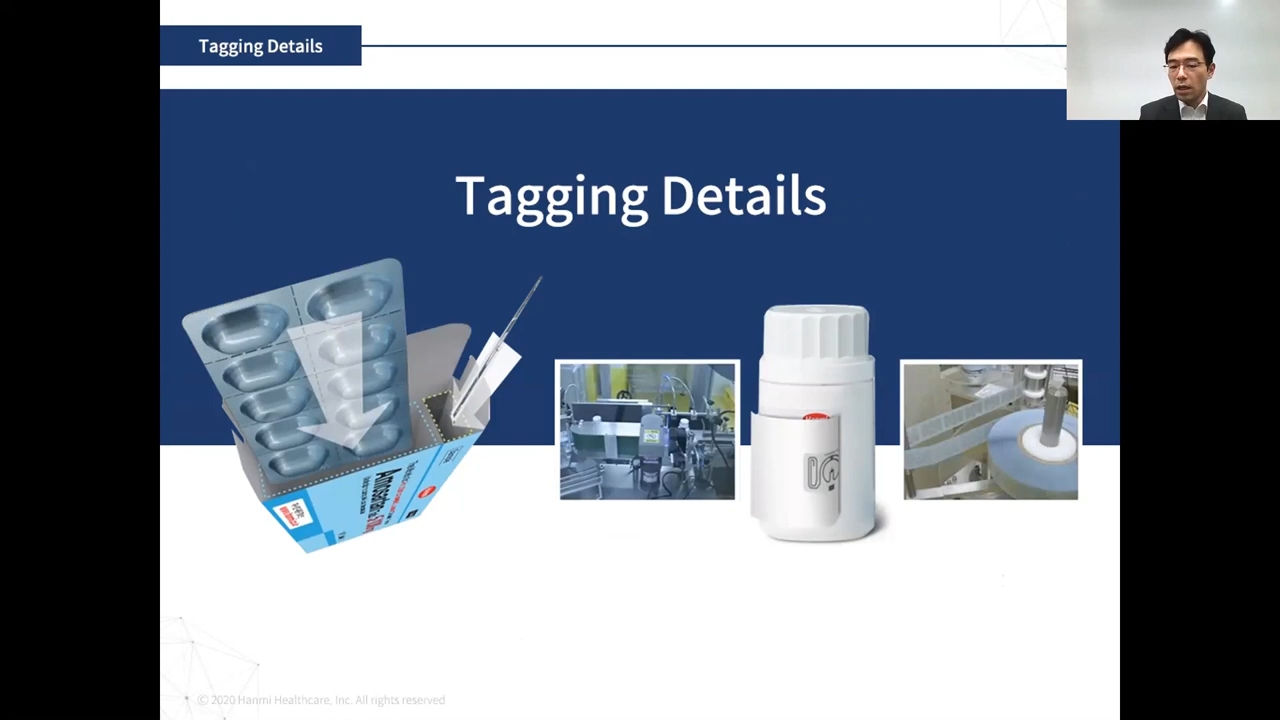 Tagging Details
Tagging Details
© 2020 Hanmi Healthcare, Inc. All rights reserved